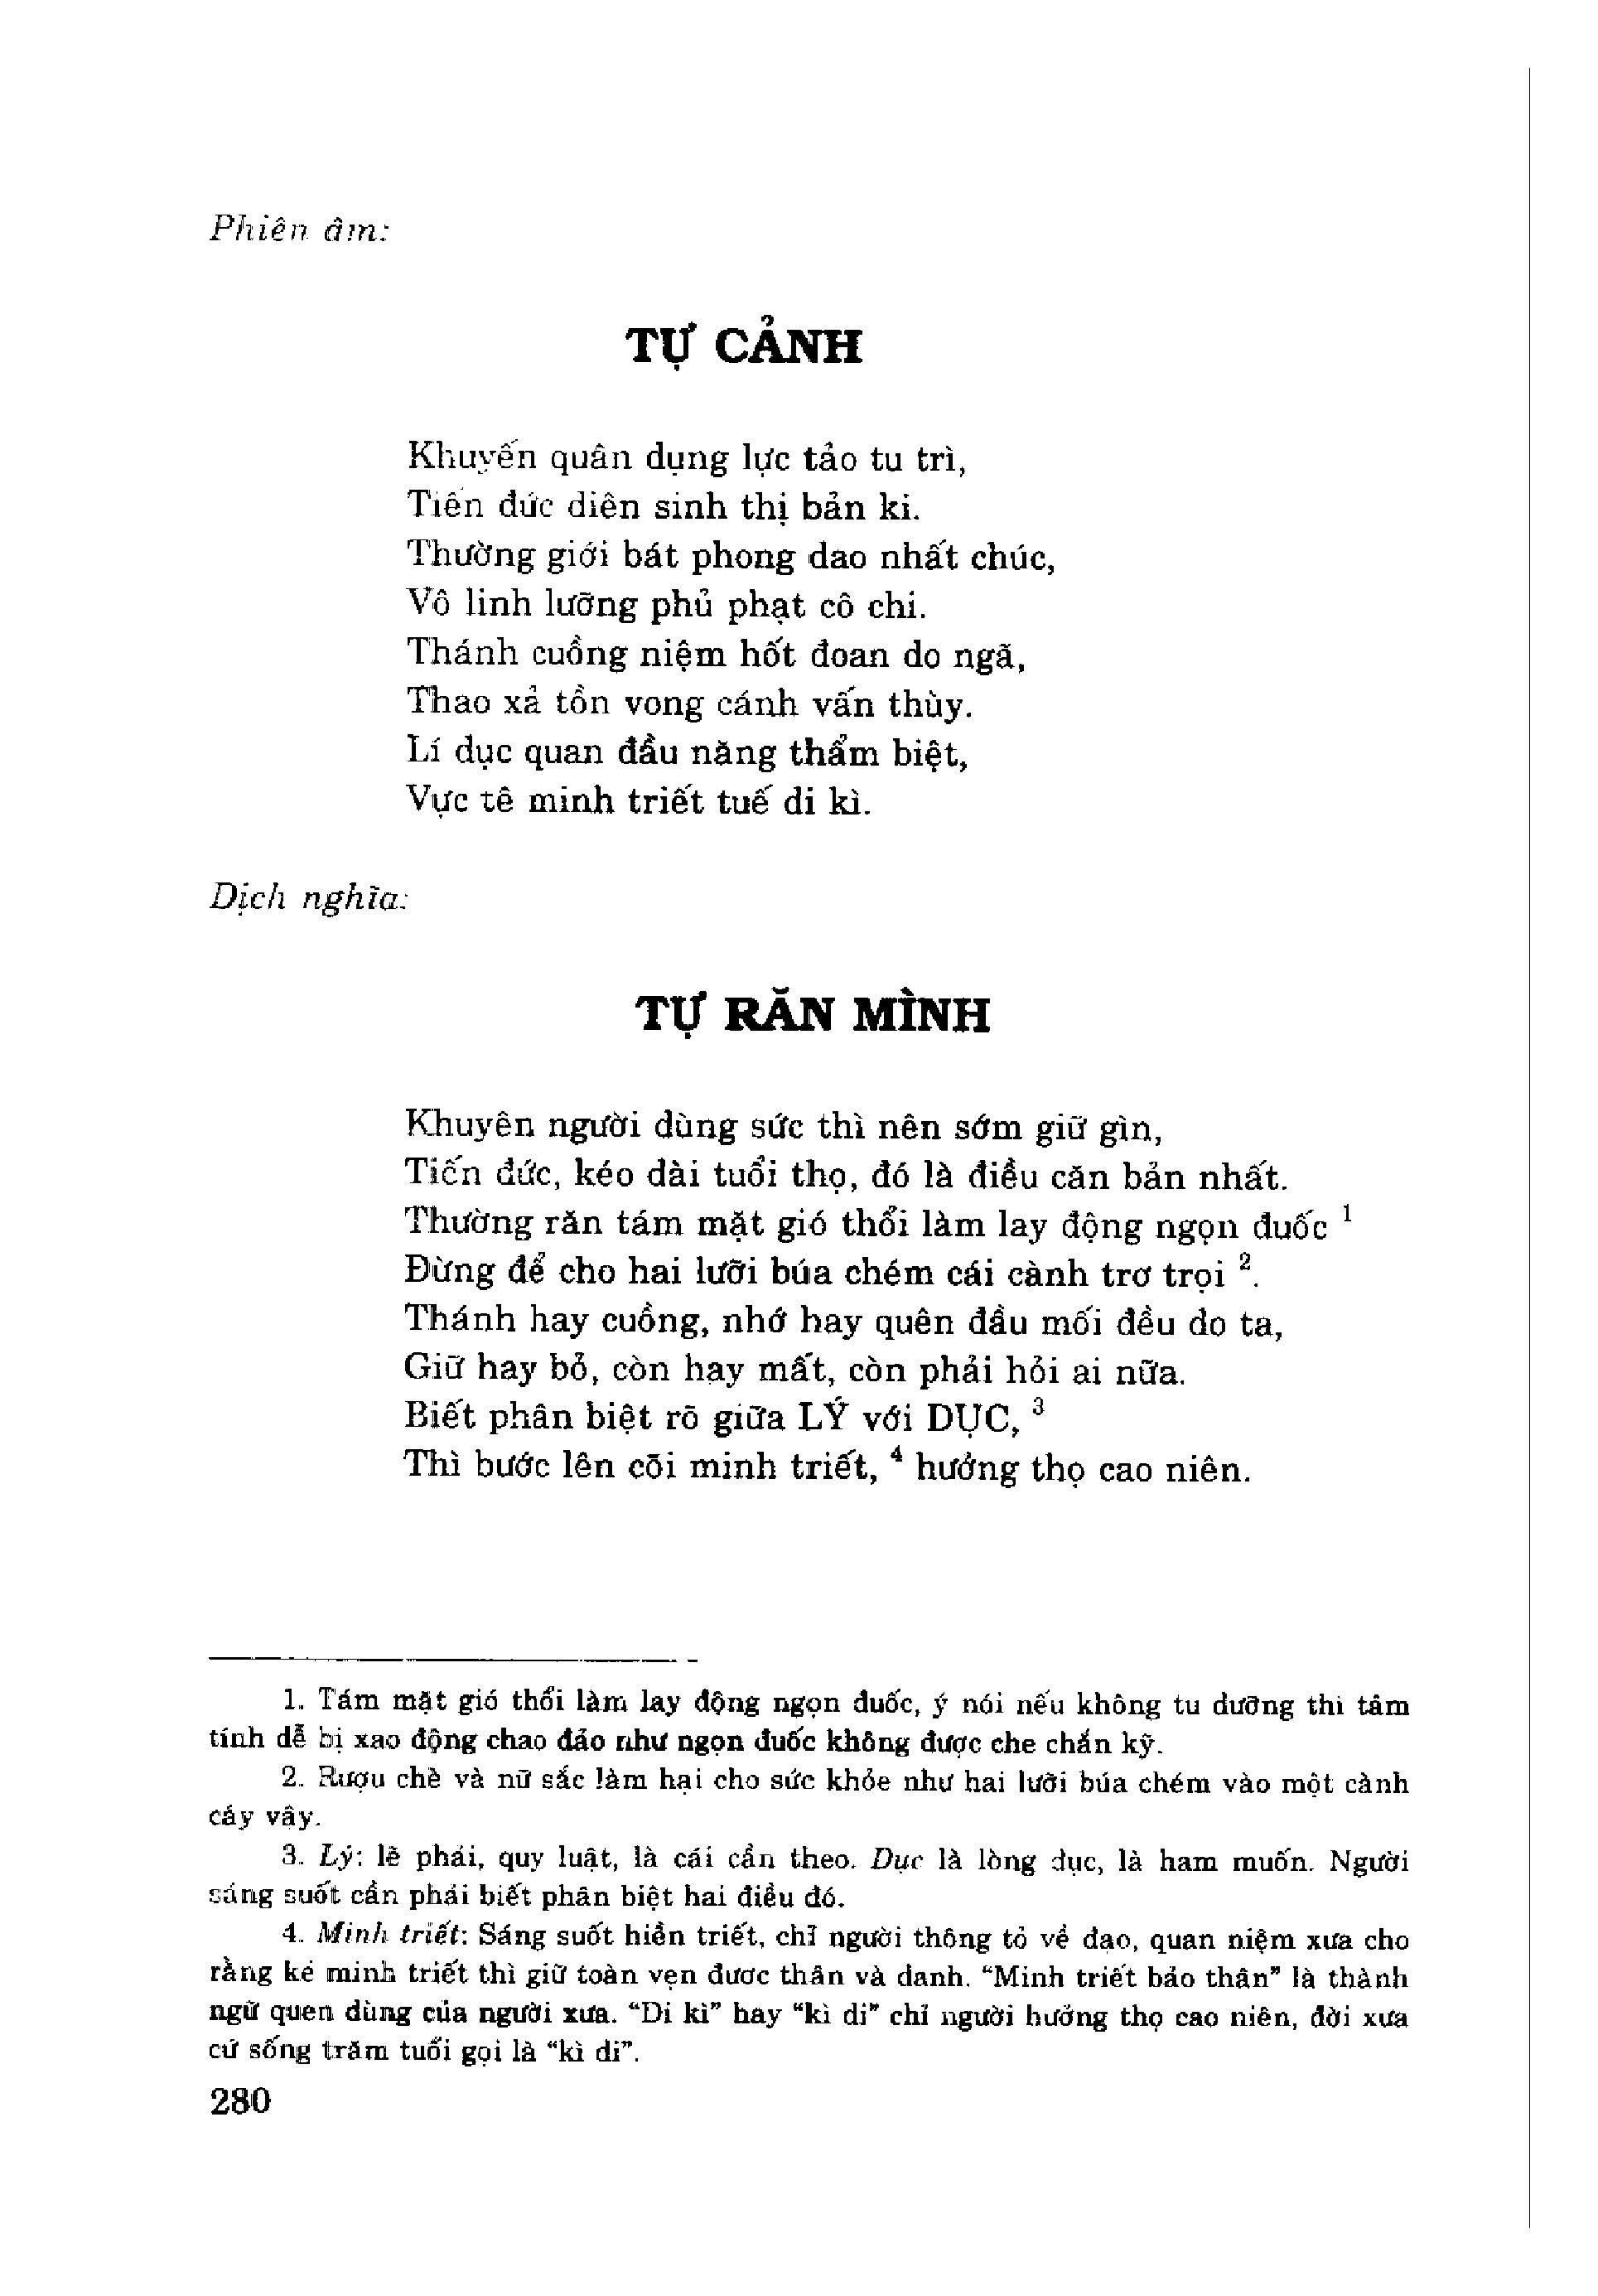 Phiên âm:
TỰ CẢNH
Khuyến quân dụng lực tảo tu trì,
Tiến đức diên sinh thị bản ki.
Thường giới bát phong dao nhất chúc,
Vô linh lưỡng phủ phạt cô chi.
Thánh cuồng niệm hốt đoan do ngã,
Thao xả tồn vong cánh vấn thùy.
Lí dục quan đầu năng thẩm biệt,
Vực tê minh triết tuế di kì.
Dịch nghĩa:
TỰ RĂN MÌNH
Khuyên người dùng sức thì nên sớm giữ gìn,
Tiến đức, kéo dài tuổi thọ, đó là điều căn bản nhất.
Thường răn tám mặt gió thổi làm lay động ngọn đuốc 1
Đừng để cho hai lưỡi búa chém cái cành trơ trọi 2.
Thánh hay cuồng, nhớ hay quên đầu mối đều do ta,
Giữ hay bỏ, còn hay mất, còn phải hỏi ai nữa.
Biết phân biệt rõ giữa LÝ với DỤC, 3
Thì bước lên cõi minh triết, 4 hưởng thọ cao niên.
1. Tám mặt gió thổi làm lay động ngọn đuốc, ý nói nếu không tu dưỡng thì tâm
tính dễ bị xao động chao đảo như ngọn đuốc không được che chắn kỹ.
2. Rượu chè và nữ sắc làm hại cho sức khỏe như hai lưỡi búa chém vào một cành
cây vậy.
3. Lý: lẽ phải, quy luật, là cái cần theo. Dục là lòng dục, là ham muốn. Người
sáng suốt cần phải biết phân biệt hai điều đó.
4. Minh triết: Sáng suốt hiền triết, chỉ người thông tỏ về đạo, quan niệm xưa cho
rằng kẻ minh triết thì giữ toàn vẹn được thân và danh. “Minh triết bảo thân” là thành
ngữ quen dùng của người xưa. “Di kì” hay “kì di” chỉ người hưởng thọ cao niên, đời xưa
cứ sống trăm tuổi gọi là “kì di”.
280